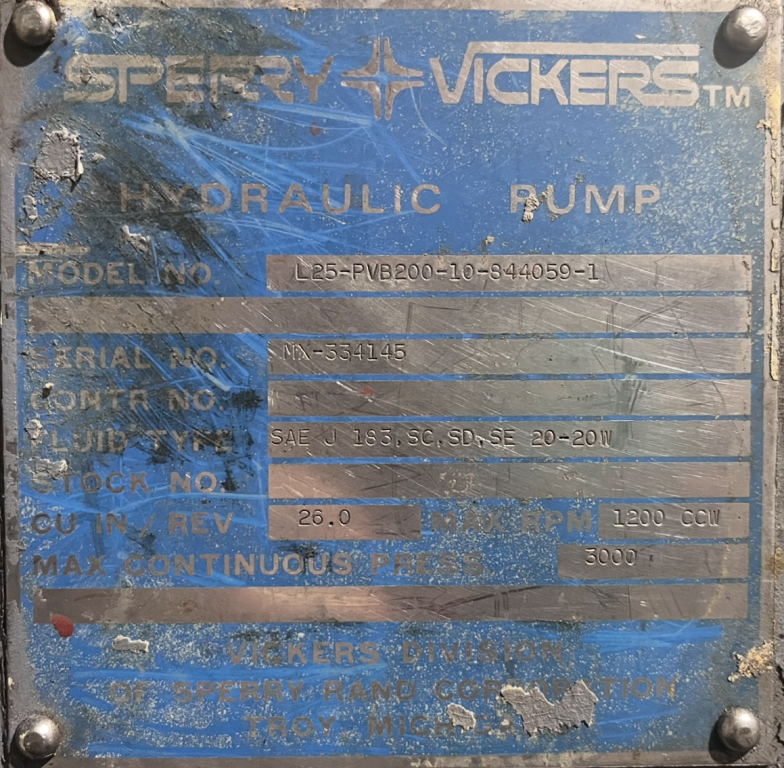 SPERRY VICKERS TM
HYDRAULIC PUMP
MODEL NO. L25-PVB200-10-844059-1
SERIAL NO. MX-334145
CONTR NO.
FLUID TYPE SAE J 183,SC,SD,SE 20-20W
STOCK NO.
CU IN / REV 26.0 MAX RPM 1200 CCW
MAX CONTINUOUS PRESS 3000
VICKERS DIVISION
OF SPERRY RAND CORPORATION
TROY, MICHIGAN